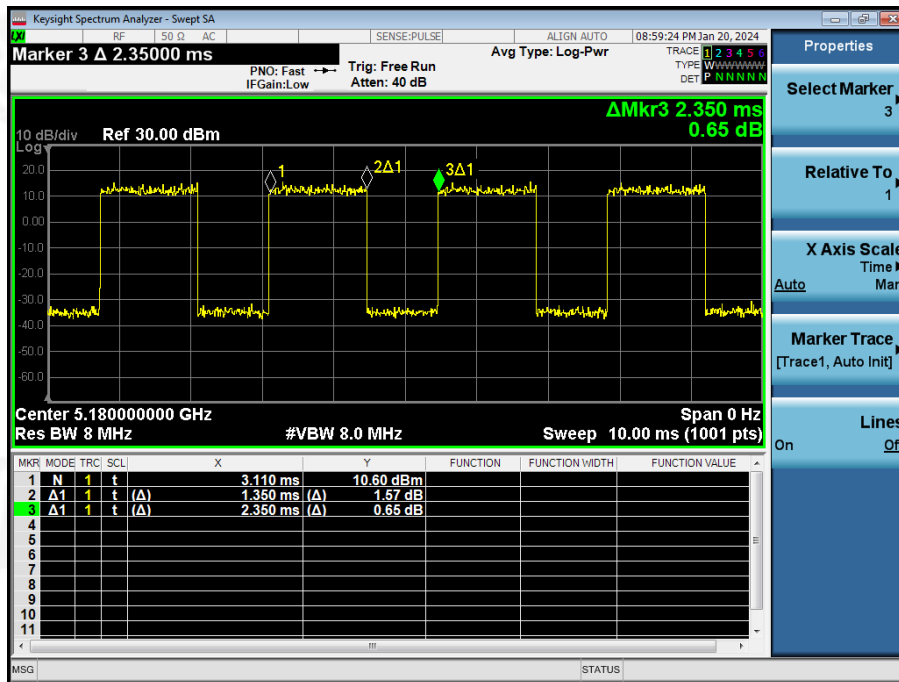 Keysight Spectrum Analyzer - Swept SA
LXI RF 50 Ω AC SENSE:PULSE ALIGN AUTO 08:59:24 PM Jan 20, 2024
Marker 3 Δ 2.35000 ms
PNO: Fast
IFGain:Low
Trig: Free Run
Atten: 40 dB
Avg Type: Log-Pwr
TRACE 1 2 3 4 5 6
TYPE W W W W W W
DET P N N N N N
ΔMkr3 2.350 ms
0.65 dB
10 dB/div Ref 30.00 dBm
Log
20.0
10.0
0.00
-10.0
-20.0
-30.0
-40.0
-50.0
-60.0
1
2Δ1
3Δ1
Center 5.180000000 GHz Span 0 Hz
Res BW 8 MHz #VBW 8.0 MHz Sweep 10.00 ms (1001 pts)
MKR MODE TRC SCL X Y FUNCTION FUNCTION WIDTH FUNCTION VALUE
1 N 1 t 3.110 ms 10.60 dBm
2 Δ1 1 t (Δ) 1.350 ms (Δ) 1.57 dB
3 Δ1 1 t (Δ) 2.350 ms (Δ) 0.65 dB
4
5
6
7
8
9
10
11
MSG STATUS
Properties
Select Marker
3
Relative To
1
X Axis Scale
Time
Auto Man
Marker Trace
[Trace1, Auto Init]
Lines
On Off